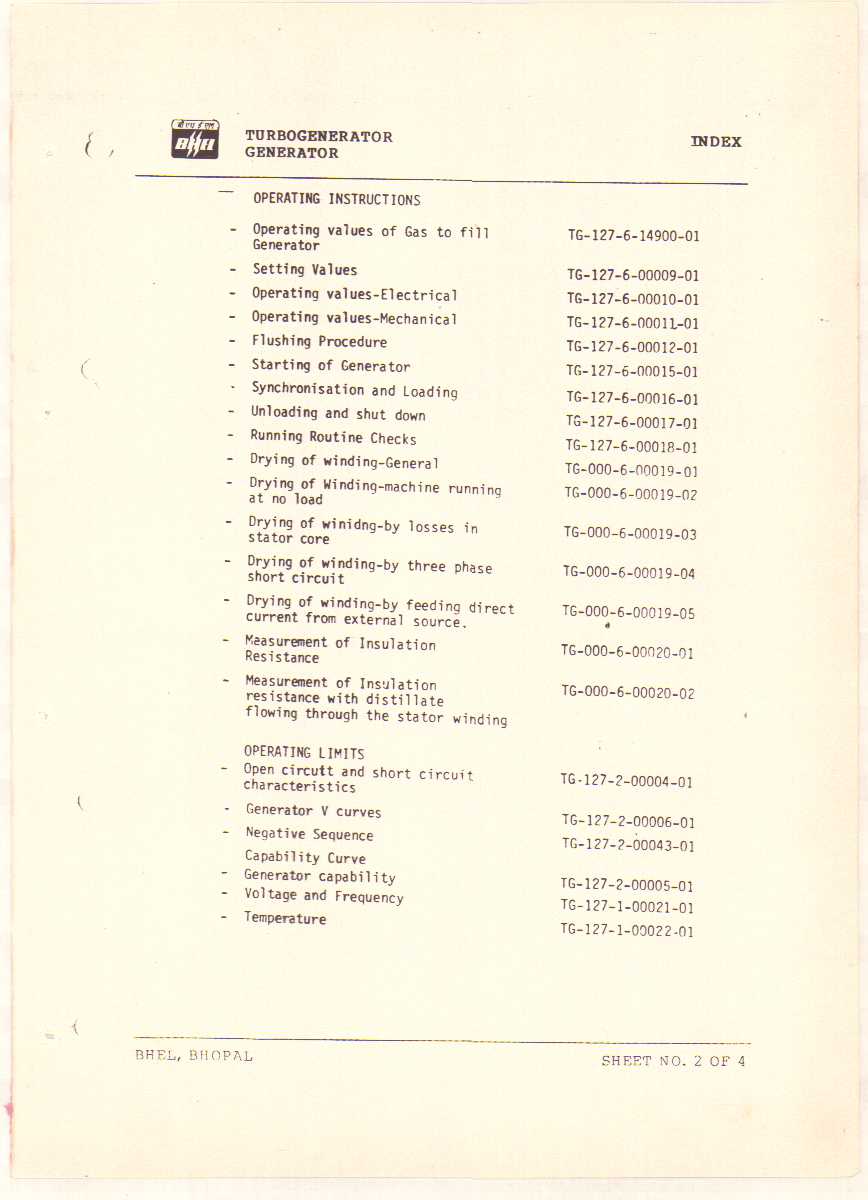 बी एच ई एल
TURBOGENERATOR
GENERATOR
INDEX
OPERATING INSTRUCTIONS
- Operating values of Gas to fill TG-127-6-14900-01
Generator
- Setting Values TG-127-6-00009-01
- Operating values-Electrical TG-127-6-00010-01
- Operating values-Mechanical TG-127-6-00011-01
- Flushing Procedure TG-127-6-00012-01
- Starting of Generator TG-127-6-00015-01
- Synchronisation and Loading TG-127-6-00016-01
- Unloading and shut down TG-127-6-00017-01
- Running Routine Checks TG-127-6-00018-01
- Drying of winding-General TG-000-6-00019-01
- Drying of Winding-machine running TG-000-6-00019-02
at no load
- Drying of winidng-by losses in TG-000-6-00019-03
stator core
- Drying of winding-by three phase TG-000-6-00019-04
short circuit
- Drying of winding-by feeding direct TG-000-6-00019-05
current from external source.
- Measurement of Insulation TG-000-6-00020-01
Resistance
- Measurement of Insulation TG-000-6-00020-02
resistance with distillate
flowing through the stator winding
OPERATING LIMITS
- Open circuit and short circuit TG-127-2-00004-01
characteristics
- Generator V curves TG-127-2-00006-01
- Negative Sequence TG-127-2-00043-01
Capability Curve
- Generator capability TG-127-2-00005-01
- Voltage and Frequency TG-127-1-00021-01
- Temperature TG-127-1-00022-01
BHEL, BHOPAL
SHEET NO. 2 OF 4